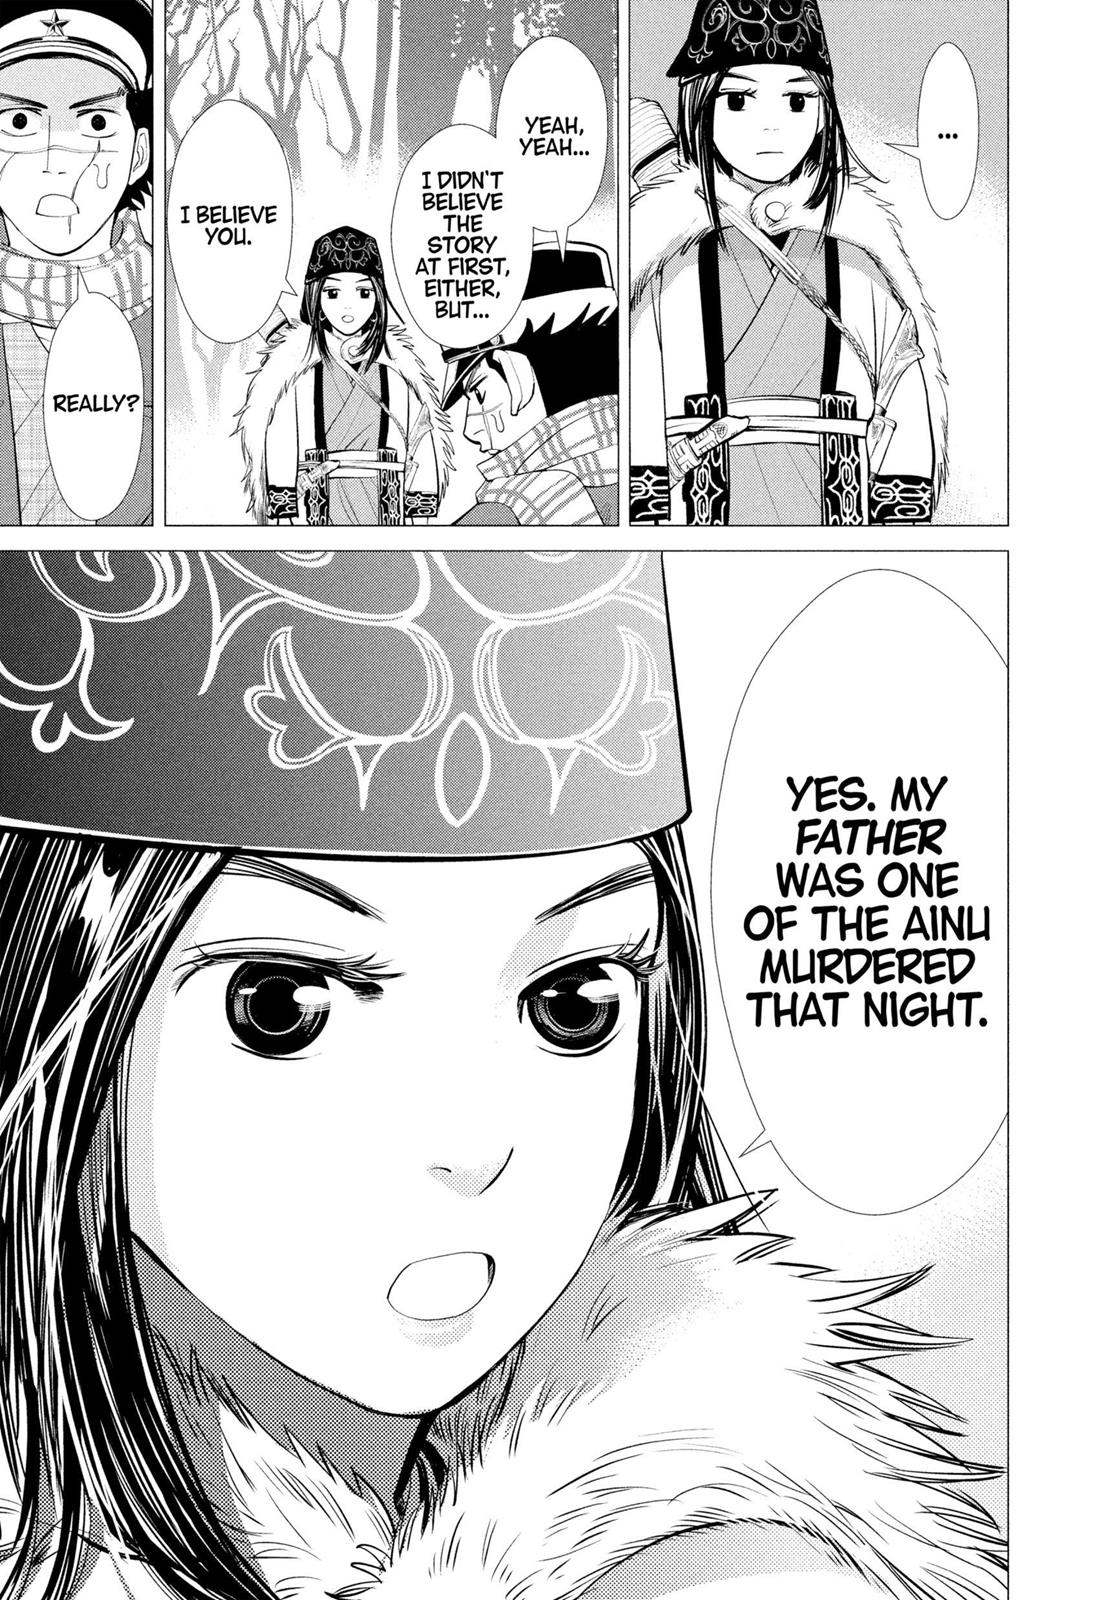 ...
YEAH,
YEAH...
I DIDN'T
BELIEVE
THE
STORY
AT FIRST,
EITHER,
BUT...
I BELIEVE
YOU.
REALLY?
YES. MY
FATHER
WAS ONE
OF THE AINU
MURDERED
THAT NIGHT.